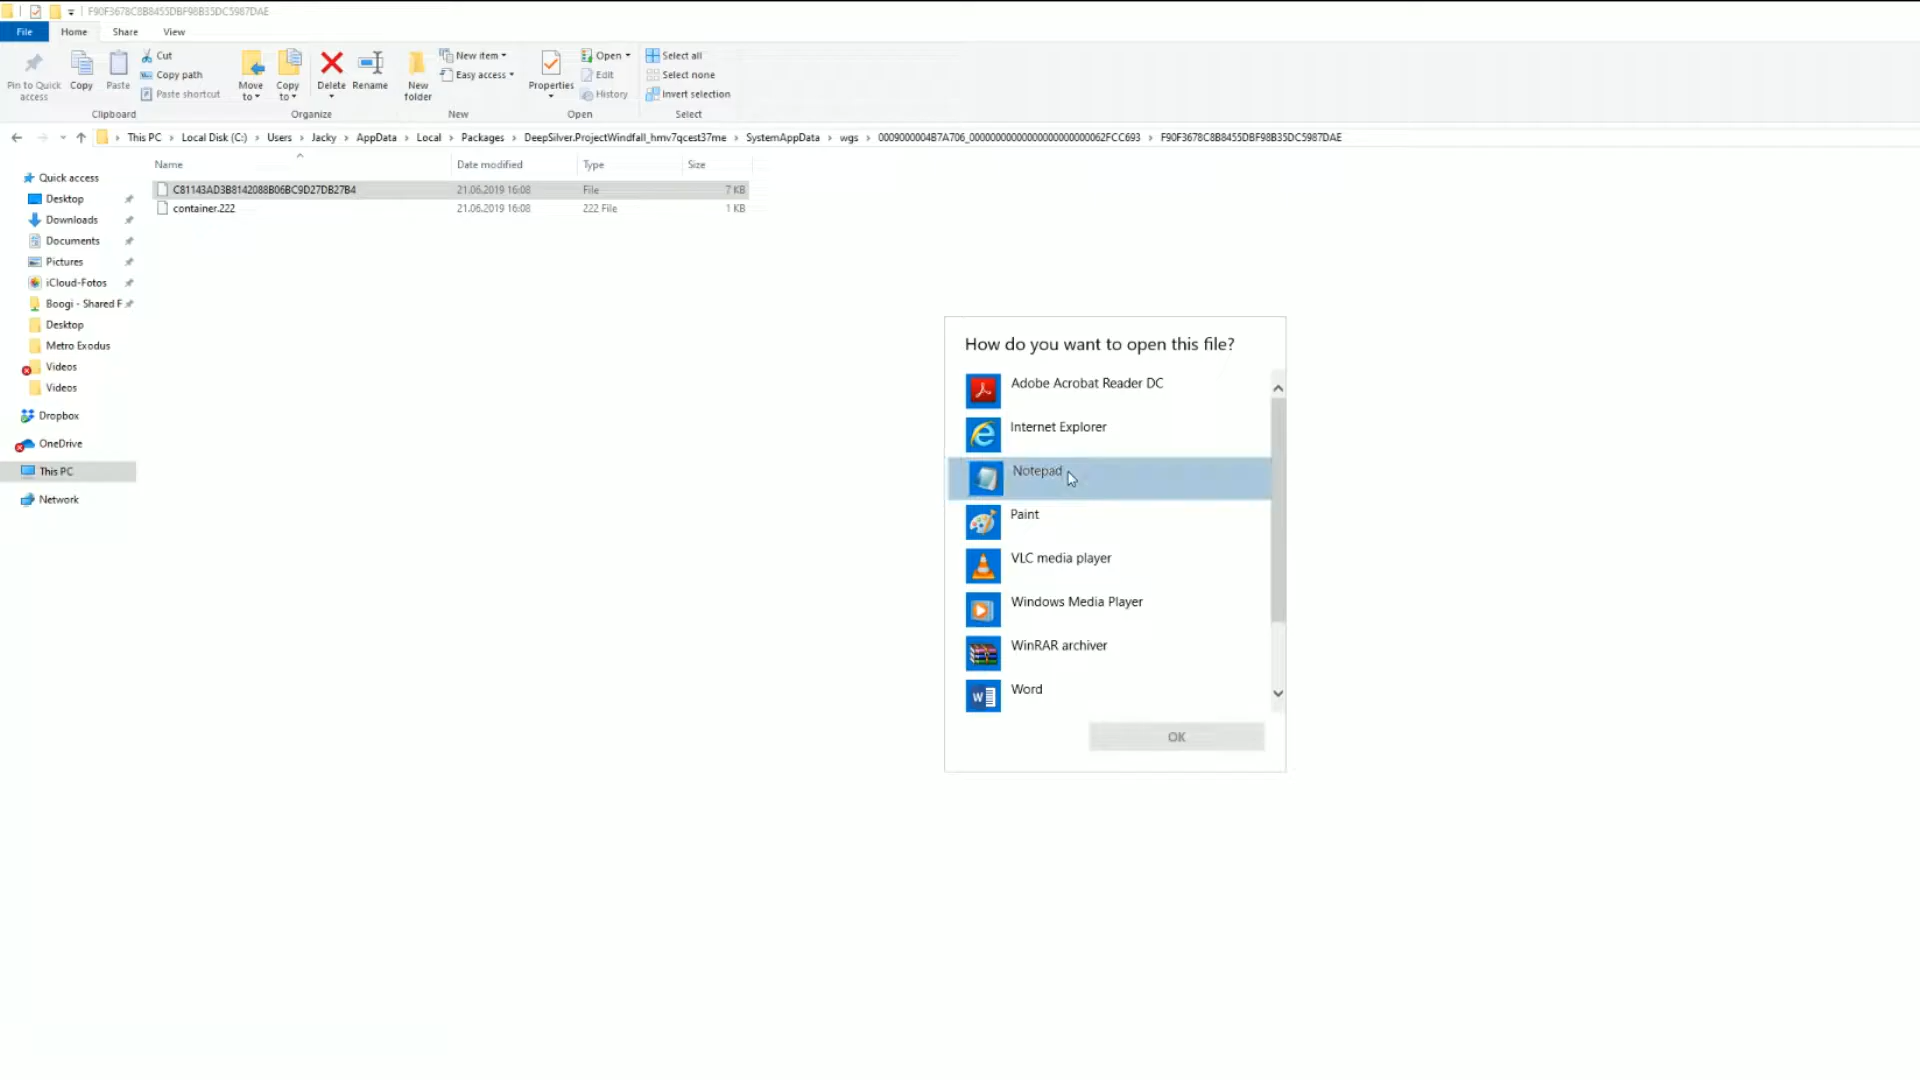 F90F3678C8B8455DBF98B35DC5987DAE
File Home Share View
Pin to Quick access
Copy
Paste
Cut
Copy path
Paste shortcut
Move to
Copy to
Delete
Rename
New folder
New item
Easy access
Properties
Open
Edit
History
Select all
Select none
Invert selection
Clipboard Organize New Open Select
This PC > Local Disk (C:) > Users > Jacky > AppData > Local > Packages > DeepSilver.ProjectWindfall_hmv7qcest37me > SystemAppData > wgs > 0009000004B7A706_00000000000000000000000062FCC693 > F90F3678C8B8455DBF98B35DC5987DAE
Name Date modified Type Size
C81143AD3B8142088B06BC9D27DB27B4 21.06.2019 16:08 File 7 KB
container.222 21.06.2019 16:08 222 File 1 KB
Quick access
Desktop
Downloads
Documents
Pictures
iCloud-Fotos
Boogi - Shared F
Desktop
Metro Exodus
Videos
Videos
Dropbox
OneDrive
This PC
Network
How do you want to open this file?
Adobe Acrobat Reader DC
Internet Explorer
Notepad
Paint
VLC media player
Windows Media Player
WinRAR archiver
Word
OK